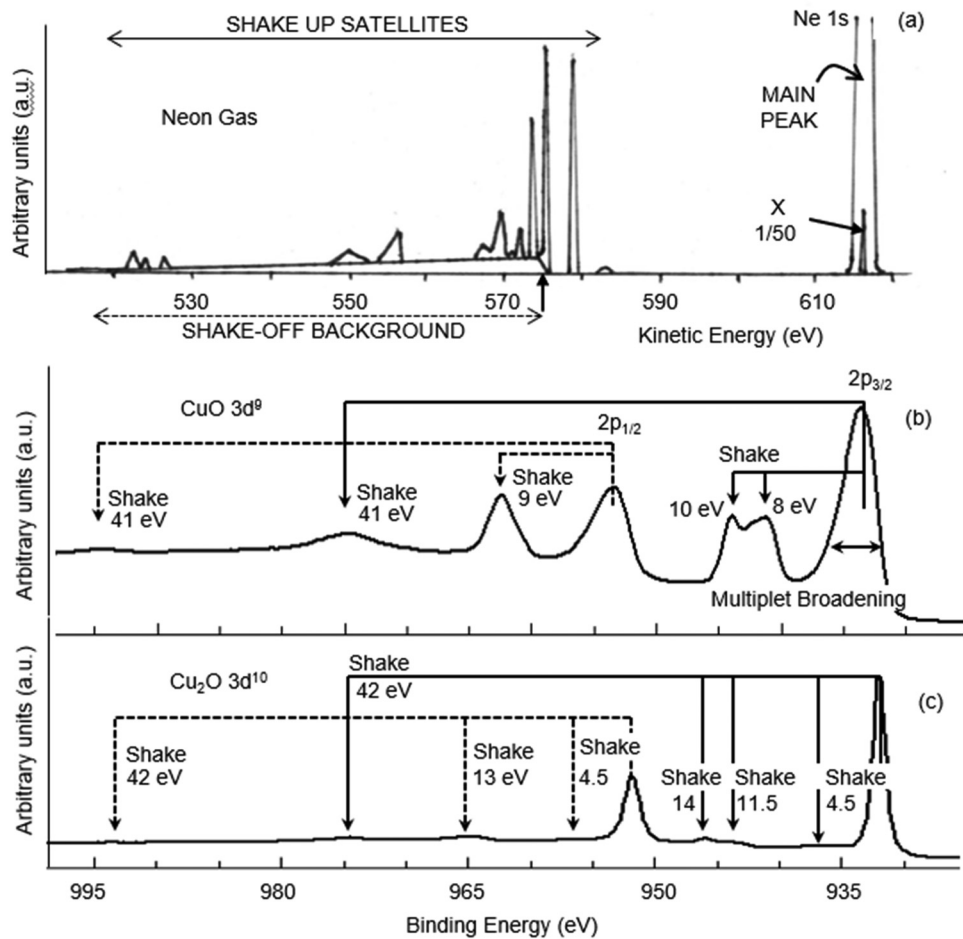 SHAKE UP SATELLITES
Ne 1s
(a)
Neon Gas
MAIN
PEAK
X
1/50
Arbitrary units (a.u.)
530
550
570
590
610
SHAKE-OFF BACKGROUND
Kinetic Energy (eV)
CuO 3d⁹
2p₁/₂
2p₃/₂
(b)
Shake
41 eV
Shake
41 eV
Shake
9 eV
Shake
10 eV
8 eV
Multiplet Broadening
Arbitrary units (a.u.)
Cu₂O 3d¹⁰
Shake
42 eV
(c)
Shake
42 eV
Shake
13 eV
Shake
4.5
Shake
14
Shake
11.5
Shake
4.5
Arbitrary units (a.u.)
995
980
965
950
935
Binding Energy (eV)